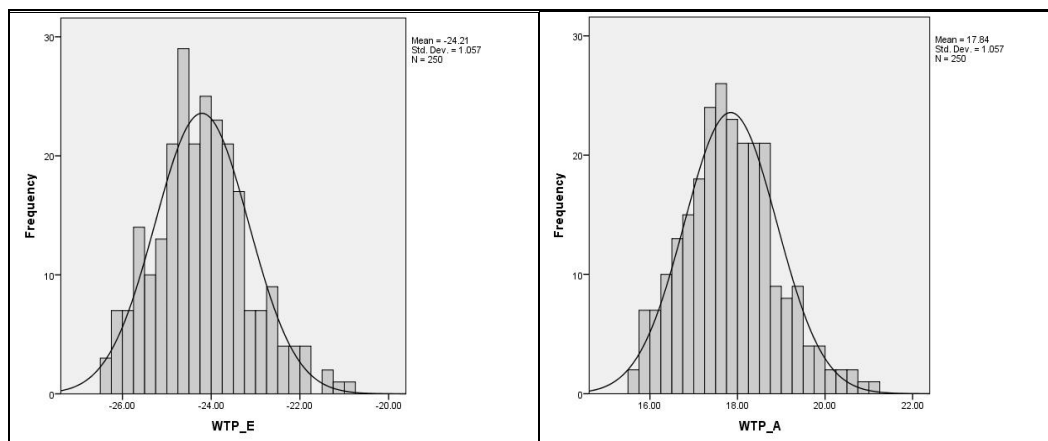 Mean = -24.21
Std. Dev. = 1.057
N = 250
30
20
10
0
Frequency
-26.00 -24.00 -22.00 -20.00
WTP_E
Mean = 17.84
Std. Dev. = 1.057
N = 250
30
20
10
0
Frequency
16.00 18.00 20.00 22.00
WTP_A